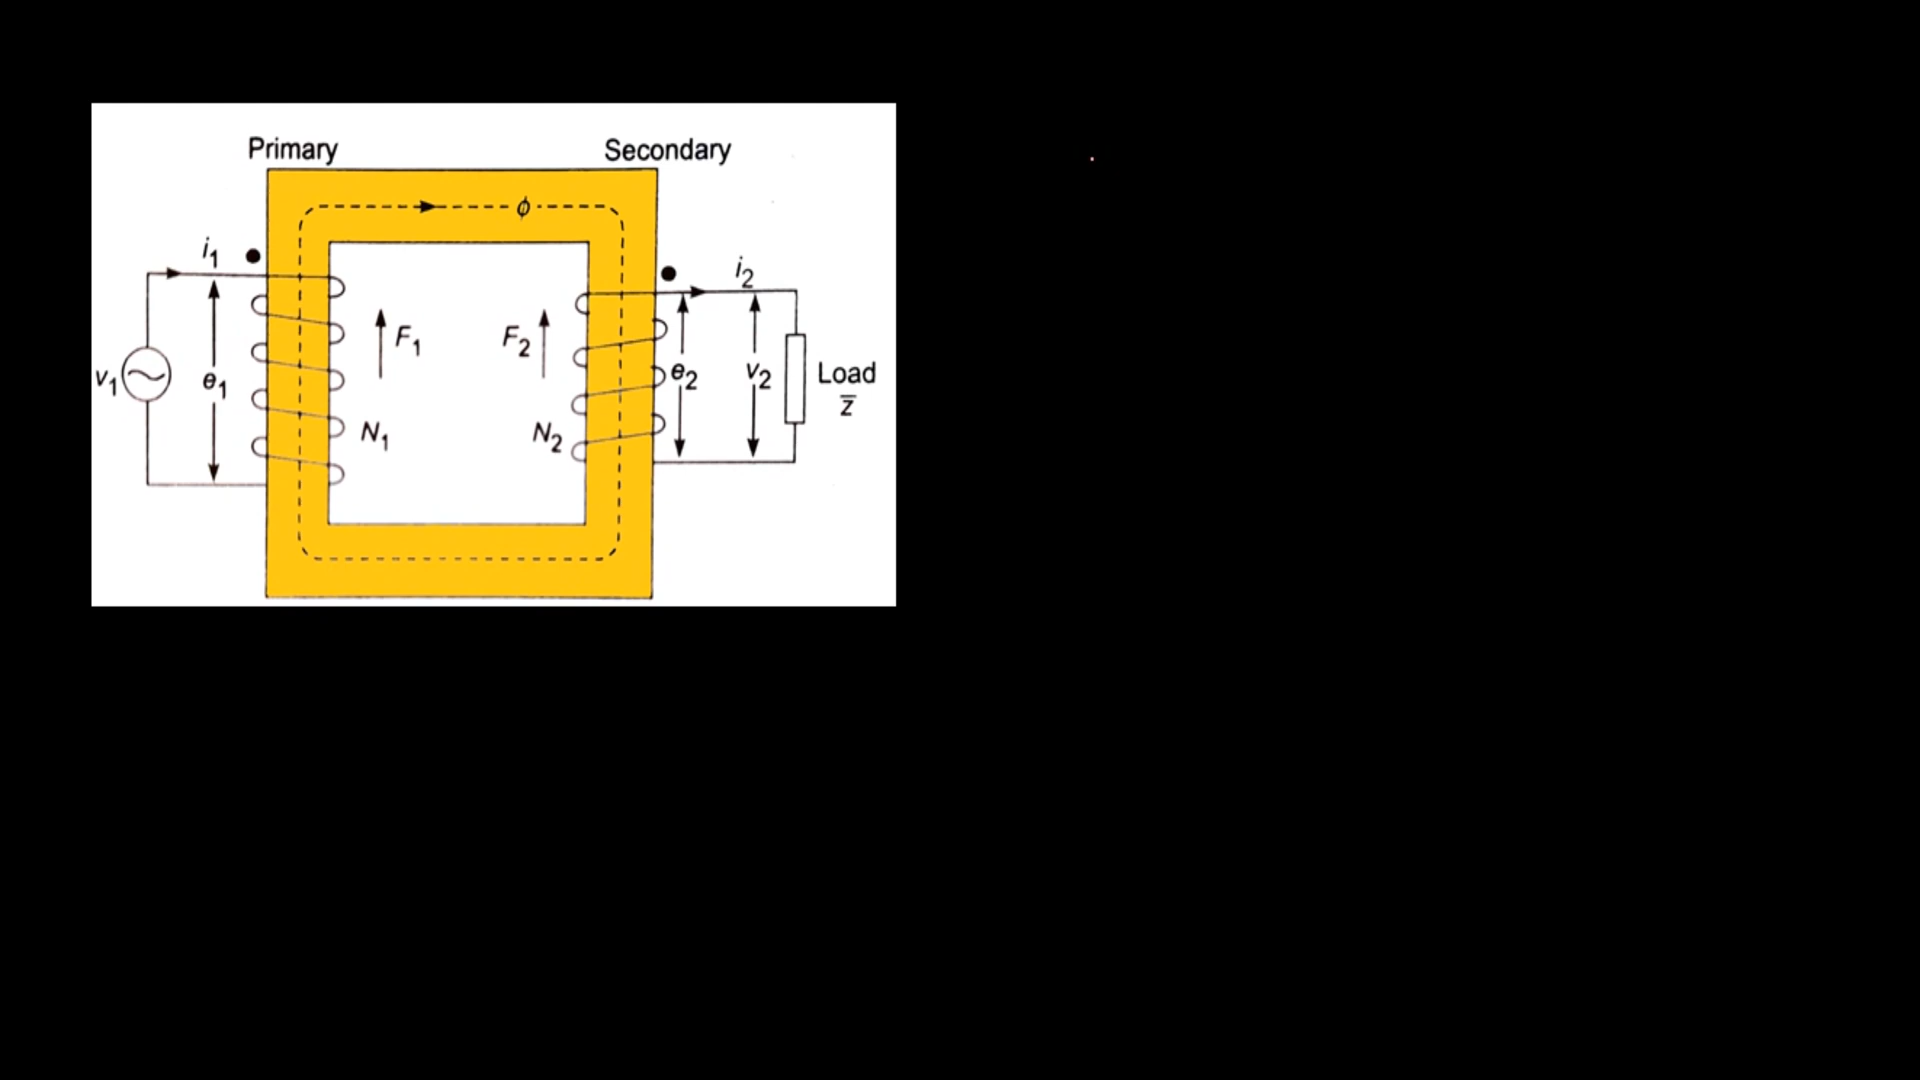 Primary
Secondary
ϕ
i1
i2
F1
F2
v1
e1
e2
v2
Load
z̅
N1
N2